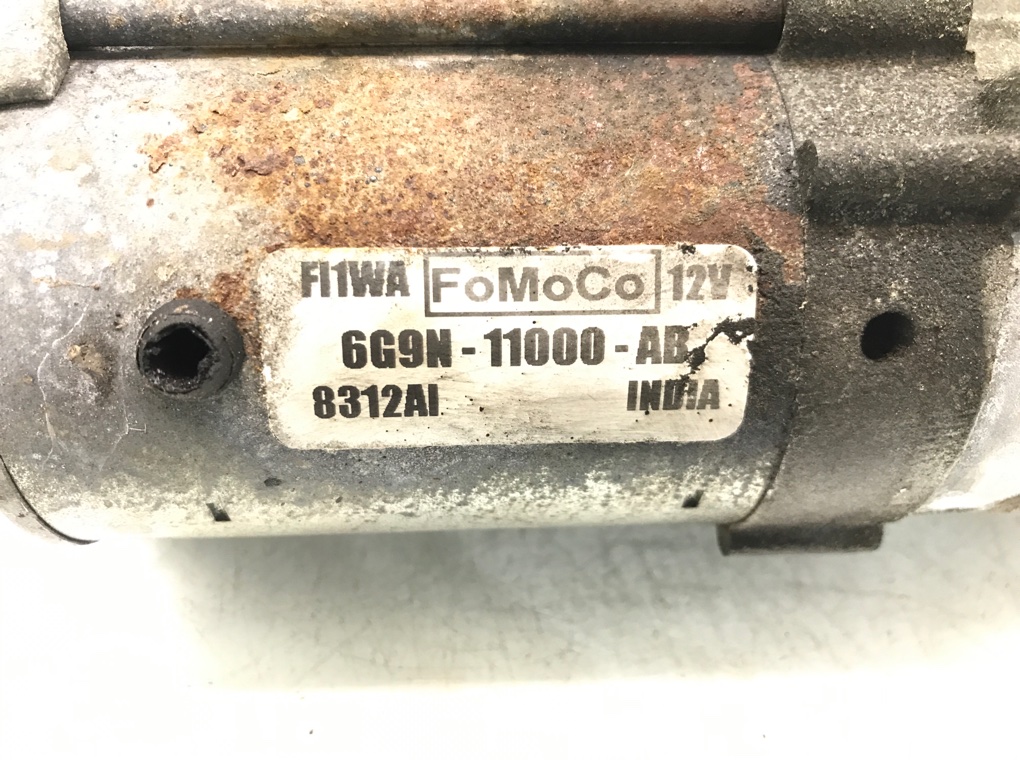 FI1WA FoMoCo 12V
6G9N - 11000 - AB
8312AI INDIA